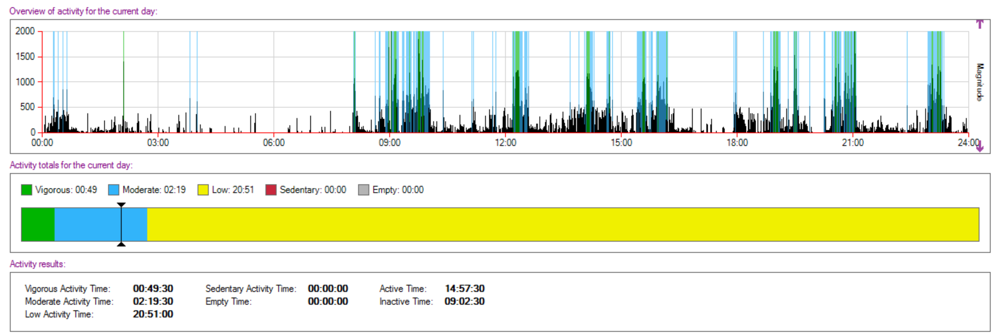 Overview of activity for the current day:
2000
1500
1000
500
0
00:00 03:00 06:00 09:00 12:00 15:00 18:00 21:00 24:00
Magnitude
Activity totals for the current day:
Vigorous: 00:49 Moderate: 02:19 Low: 20:51 Sedentary: 00:00 Empty: 00:00
Activity results:
Vigorous Activity Time: 00:49:30 Sedentary Activity Time: 00:00:00 Active Time: 14:57:30
Moderate Activity Time: 02:19:30 Empty Time: 00:00:00 Inactive Time: 09:02:30
Low Activity Time: 20:51:00